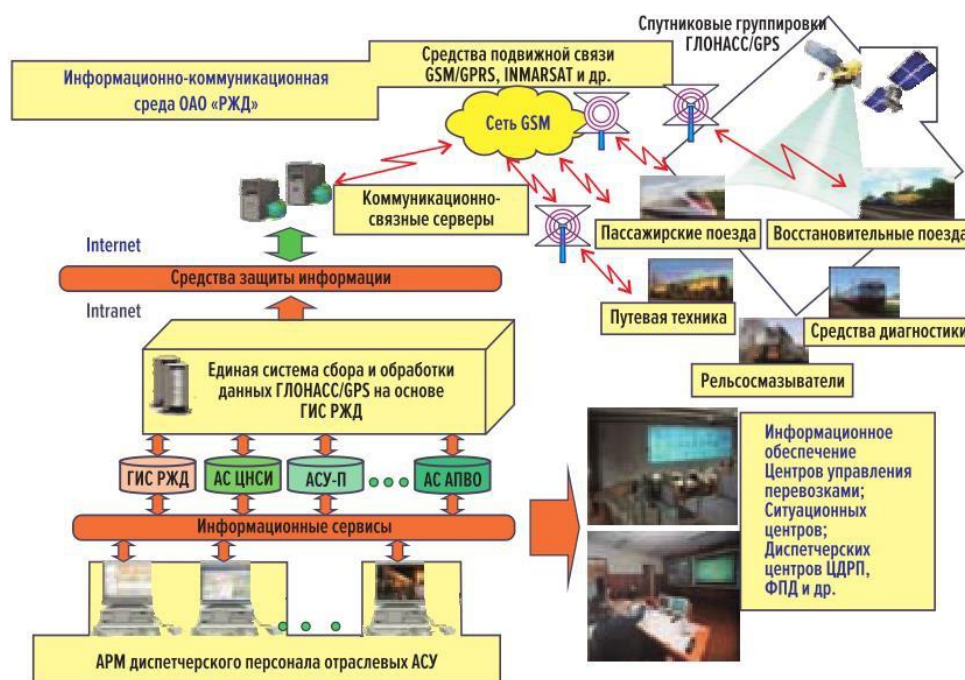 Спутниковые группировки
ГЛОНАСС/GPS
Средства подвижной связи
GSM/GPRS, INMARSAT и др.
Информационно-коммуникационная
среда ОАО «РЖД»
Сеть GSM
Коммуникационно-
связные серверы
Пассажирские поезда
Восстановительные поезда
Internet
Средства защиты информации
Intranet
Путевая техника
Средства диагностики
Рельсосмазыватели
Единая система сбора и обработки
данных ГЛОНАСС/GPS на основе
ГИС РЖД
ГИС РЖД
АС ЦНСИ
АСУ-П
АС АПВО
Информационные сервисы
Информационное
обеспечение
Центров управления
перевозками;
Ситуационных
центров;
Диспетчерских
центров ЦДРП,
ФПД и др.
АРМ диспетчерского персонала отраслевых АСУ